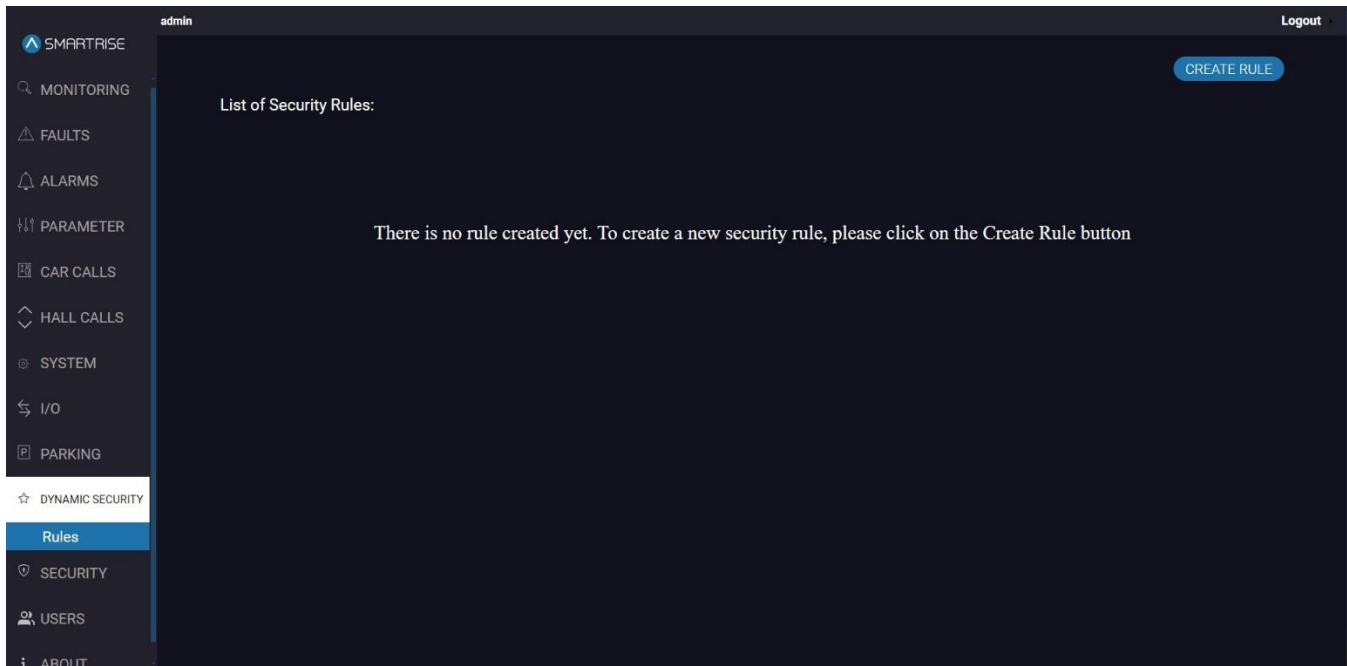 admin
Logout
SMARTRISE
CREATE RULE
MONITORING
List of Security Rules:
FAULTS
ALARMS
PARAMETER
There is no rule created yet. To create a new security rule, please click on the Create Rule button
CAR CALLS
HALL CALLS
SYSTEM
I/O
PARKING
DYNAMIC SECURITY
Rules
SECURITY
USERS
ABOUT